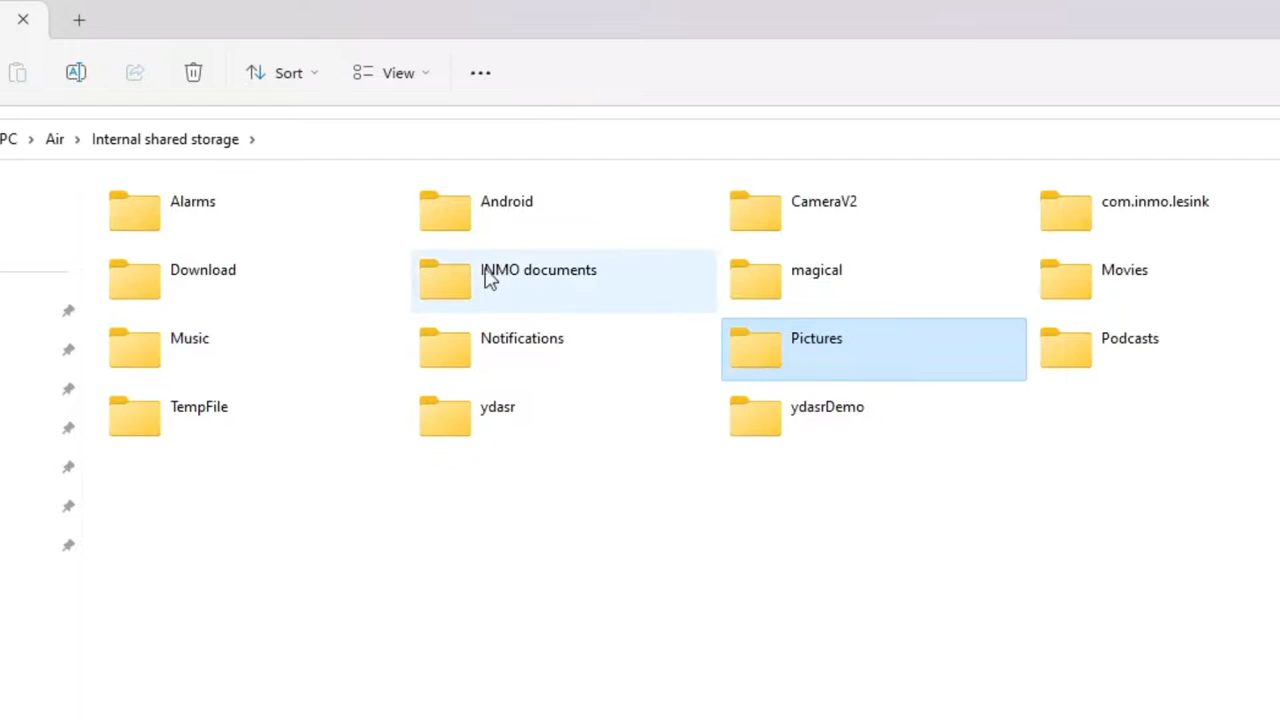 Sort
View
PC > Air > Internal shared storage >
Alarms
Android
CameraV2
com.inmo.lesink
Download
INMO documents
magical
Movies
Music
Notifications
Pictures
Podcasts
TempFile
ydasr
ydasrDemo